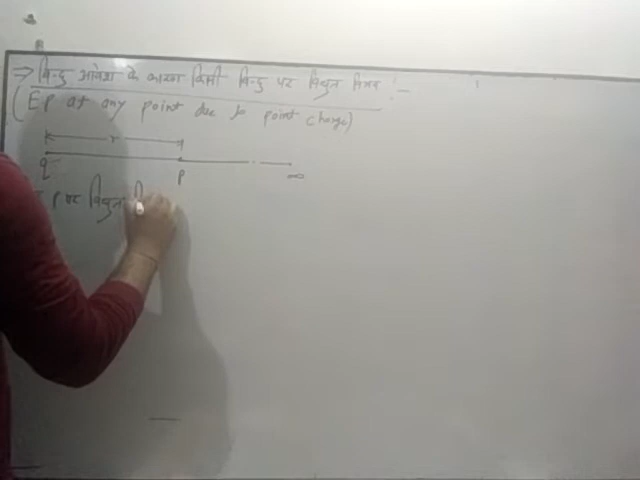 ⇒ बिन्दु आवेश के कारण किसी बिन्दु पर विद्युत विभव :-
(EP at any point due to point charge)
r
q P ∞
P पर विद्युत